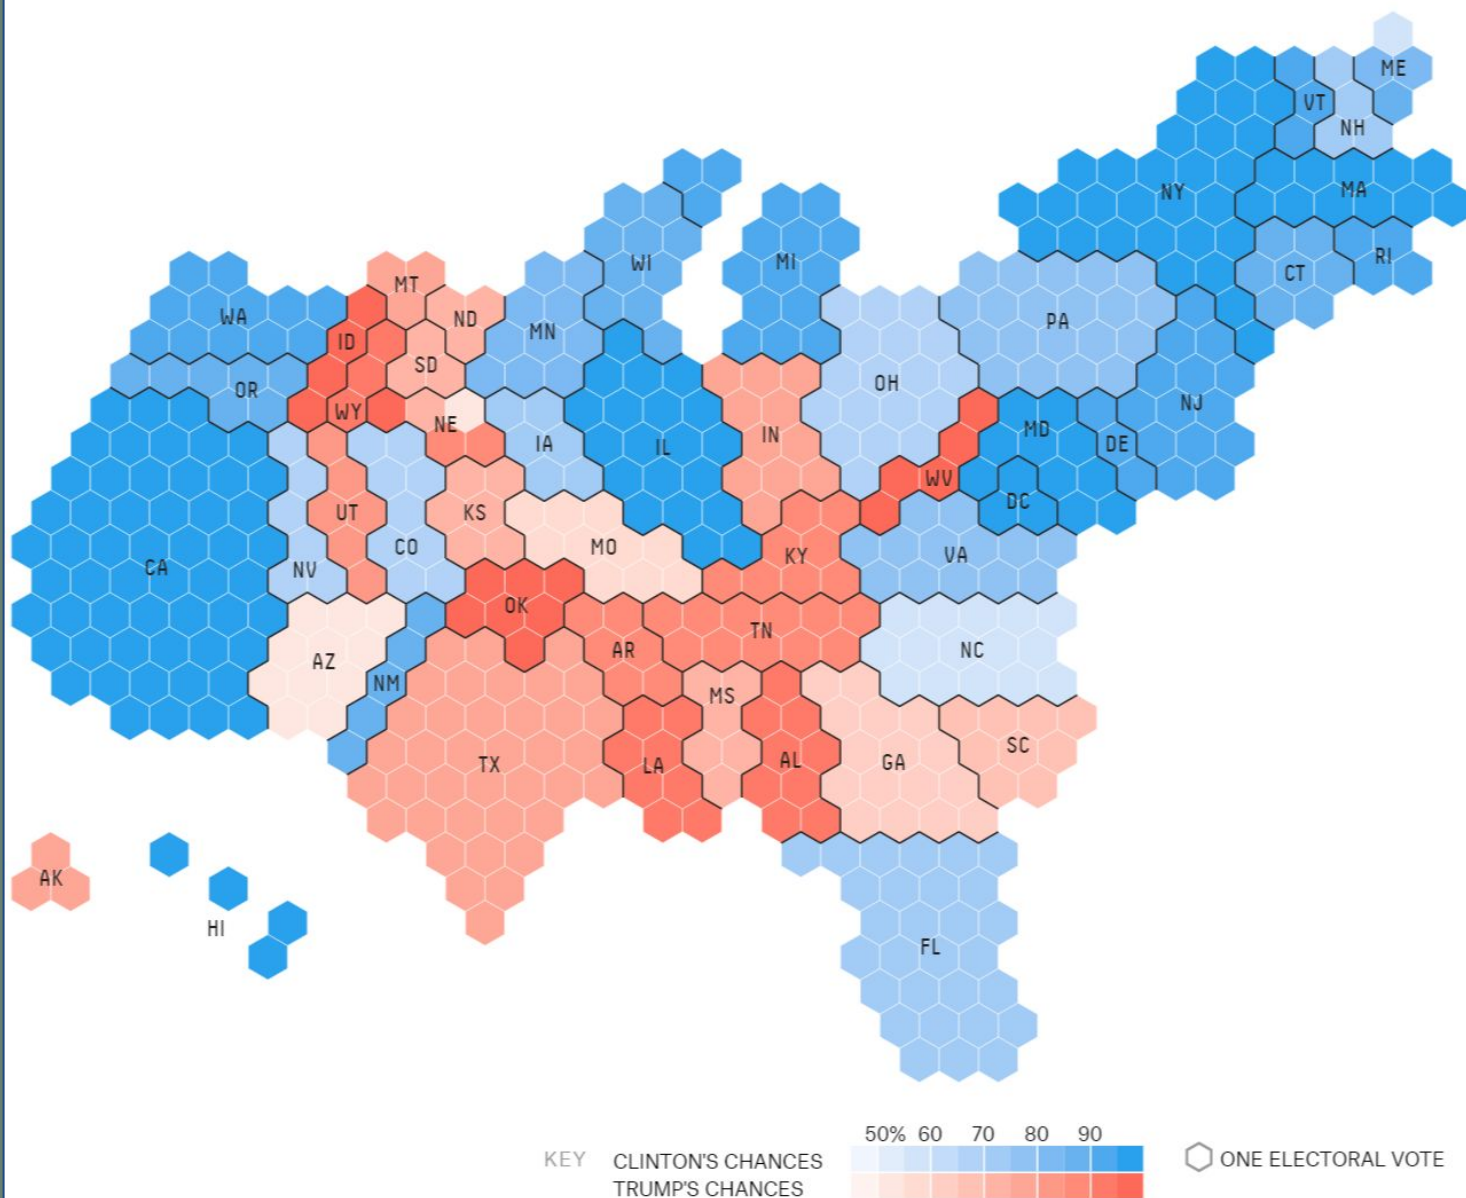 ME
VT
NH
NY
MA
WI
MI
CT
RI
MT
WA
ND
MN
PA
ID
SD
OR
OH
WY
NE
NJ
IA
IL
IN
MD
DE
WV
DC
KS
UT
CO
MO
KY
VA
CA
NV
OK
TN
AZ
AR
NC
NM
MS
TX
LA
AL
GA
SC
AK
HI
FL
50% 60 70 80 90
KEY CLINTON'S CHANCES
ONE ELECTORAL VOTE
TRUMP'S CHANCES